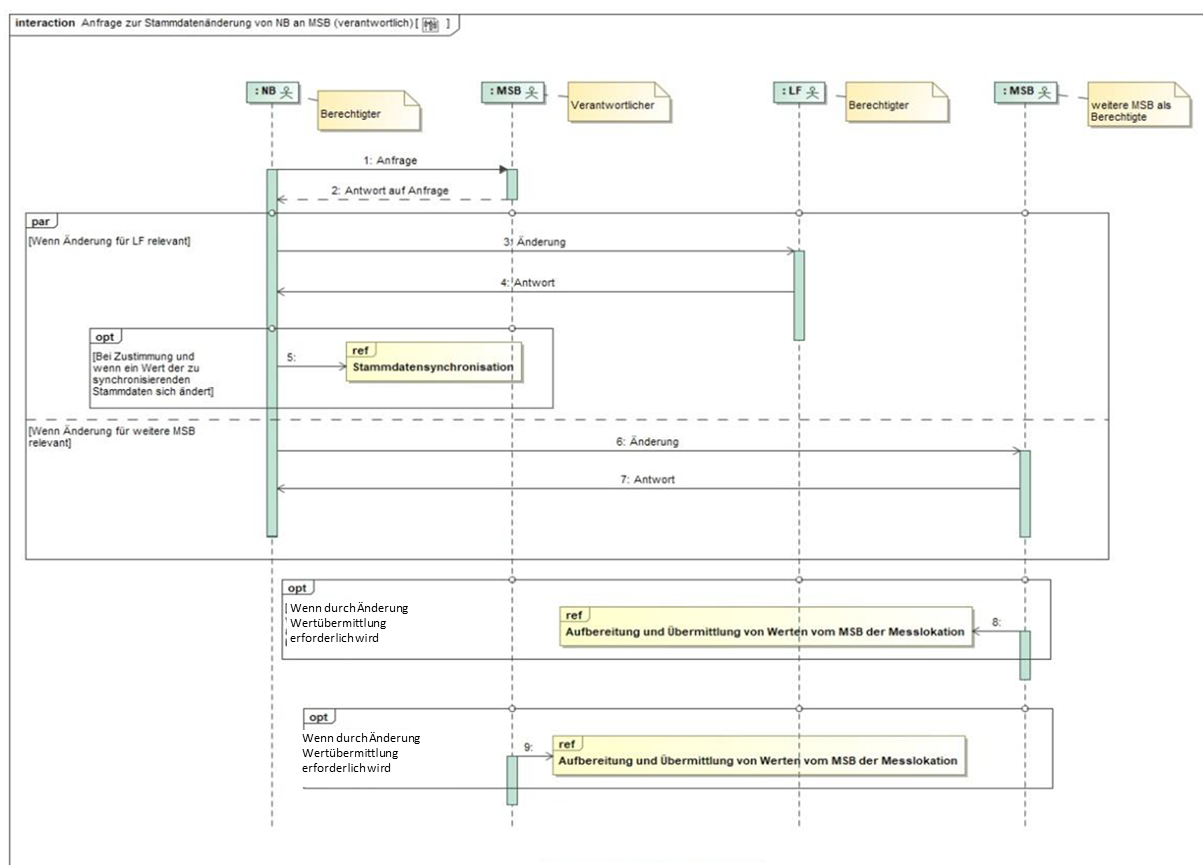 interaction Anfrage zur Stammdatenänderung von NB an MSB (verantwortlich) [ ]
: NB
Berechtigter
: MSB
Verantwortlicher
: LF
Berechtigter
: MSB
weitere MSB als
Berechtigte
1: Anfrage
2: Antwort auf Anfrage
par
[Wenn Änderung für LF relevant]
3: Änderung
4: Antwort
opt
[Bei Zustimmung und
wenn ein Wert der zu
synchronisierenden
Stammdaten sich ändert]
5:
ref
Stammdatensynchronisation
[Wenn Änderung für weitere MSB
relevant]
6: Änderung
7: Antwort
opt
Wenn durch Änderung
Wertübermittlung
erforderlich wird
ref
Aufbereitung und Übermittlung von Werten vom MSB der Messlokation
8:
opt
Wenn durch Änderung
Wertübermittlung
erforderlich wird
9:
ref
Aufbereitung und Übermittlung von Werten vom MSB der Messlokation